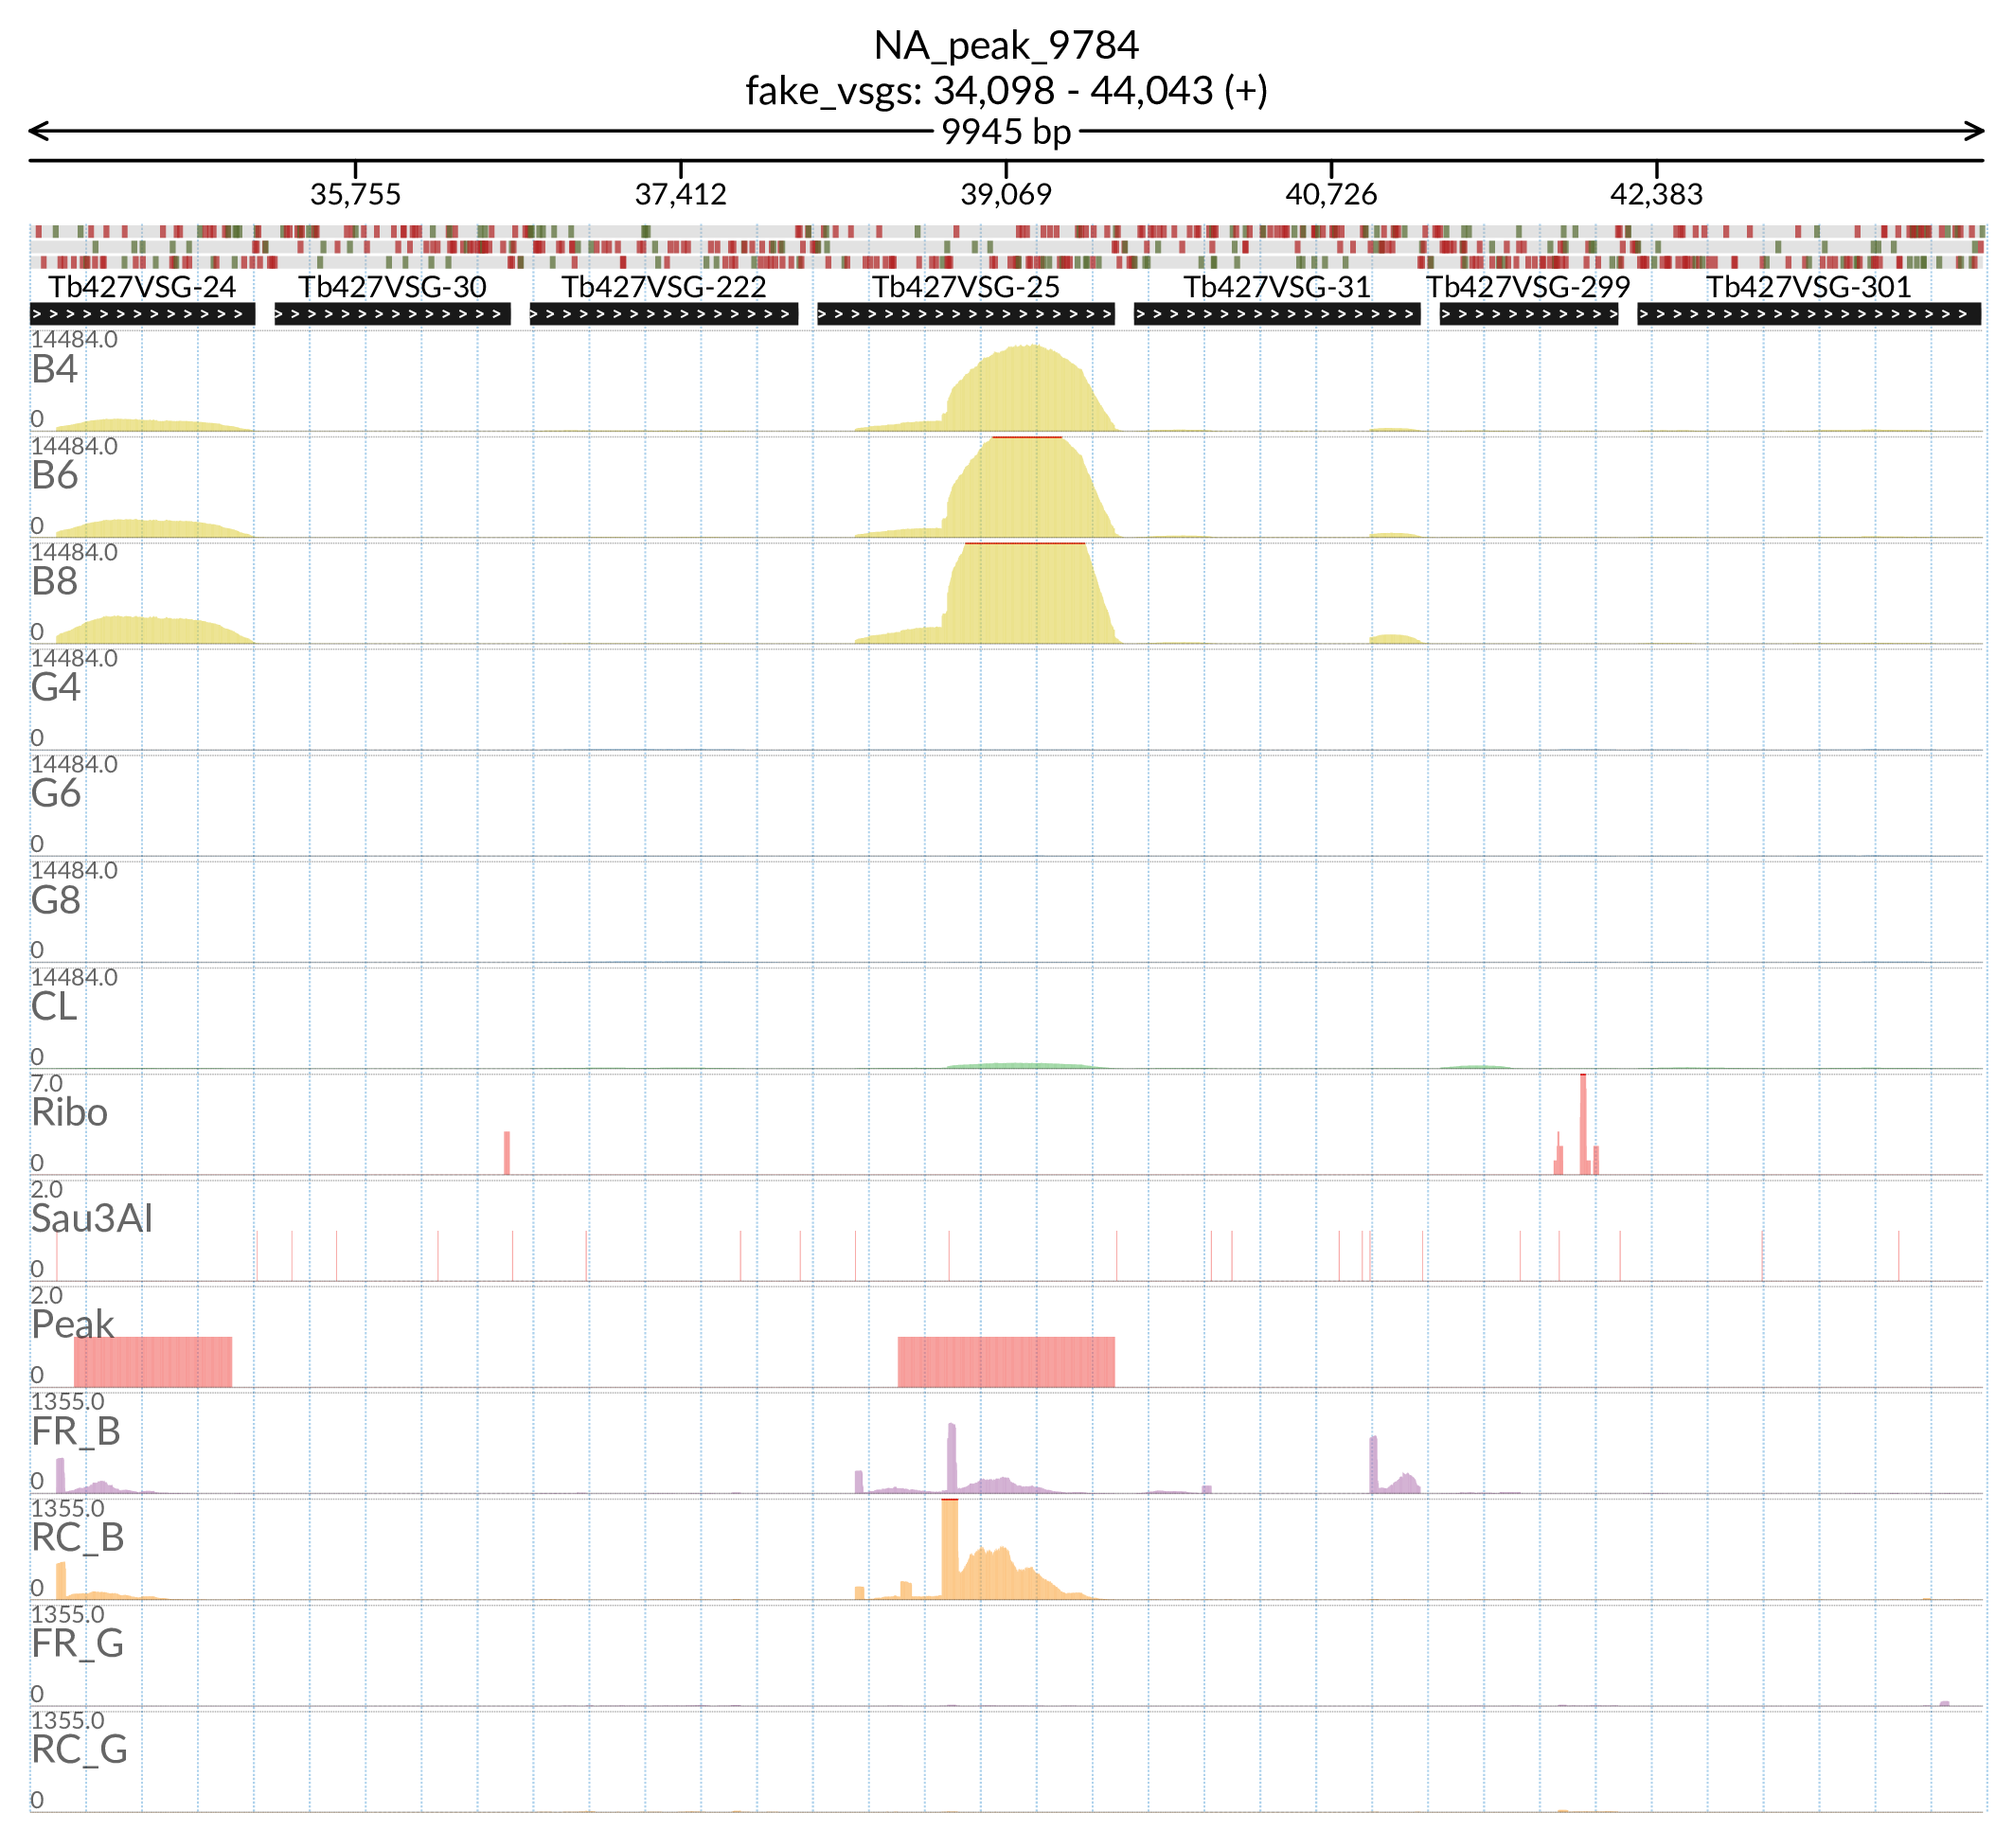 NA_peak_9784
fake_vsgs: 34,098 - 44,043 (+)
9945 bp
35,755 37,412 39,069 40,726 42,383
Tb427VSG-24 Tb427VSG-30 Tb427VSG-222 Tb427VSG-25 Tb427VSG-31 Tb427VSG-299 Tb427VSG-301
14484.0
B4
0
14484.0
B6
0
14484.0
B8
0
14484.0
G4
0
14484.0
G6
0
14484.0
G8
0
14484.0
CL
0
7.0
Ribo
0
2.0
Sau3AI
0
2.0
Peak
0
1355.0
FR_B
0
1355.0
RC_B
0
1355.0
FR_G
0
1355.0
RC_G
0